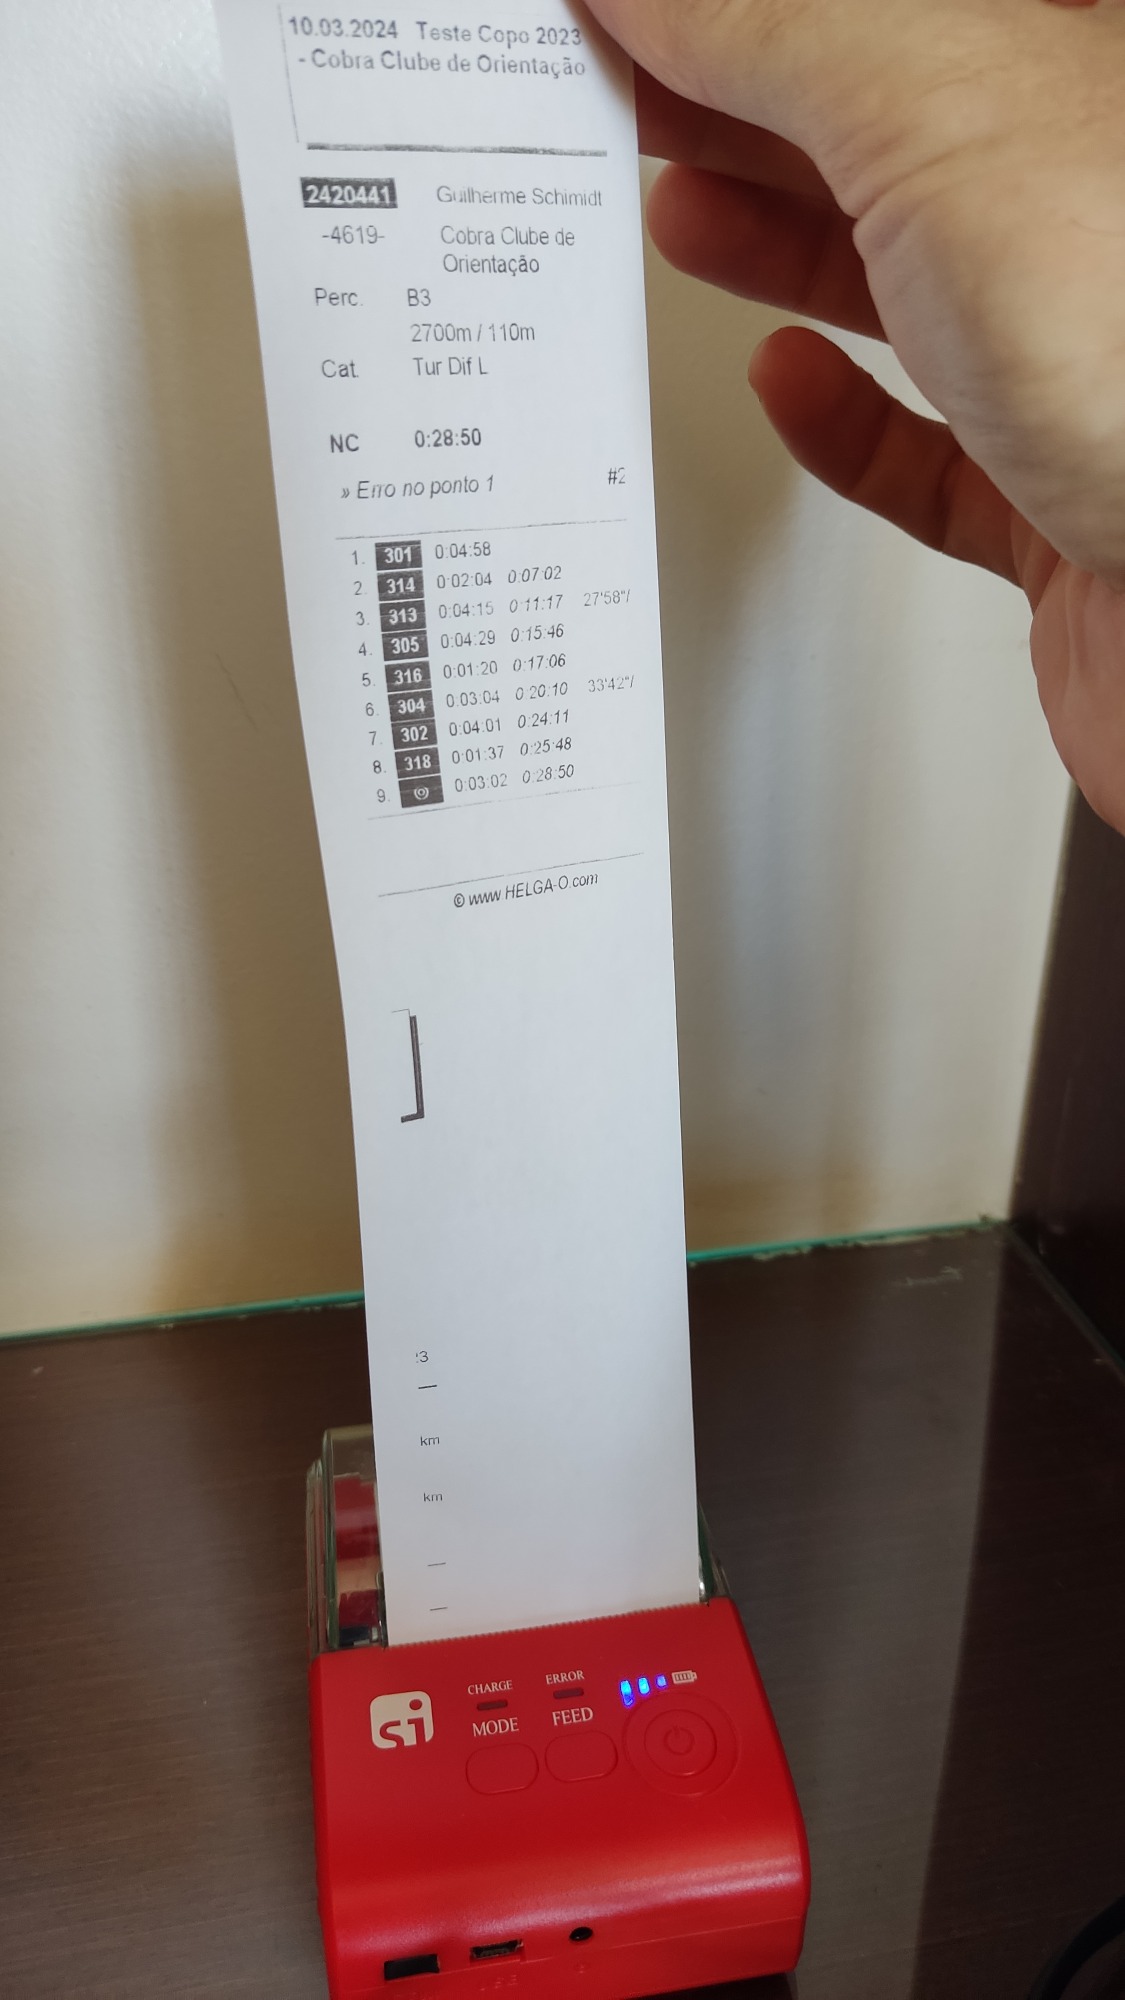 10.03.2024 Teste Copo 2023
- Cobra Clube de Orientação
2420441 Guilherme Schimidt
-4619- Cobra Clube de
Orientação
Perc. B3
2700m / 110m
Cat. Tur Dif L
NC 0:28:50
» Erro no ponto 1 #2
1. 301 0:04:58
2. 314 0:02:04 0:07:02
3. 313 0:04:15 0:11:17 27'58"/
4. 305 0:04:29 0:15:46
5. 316 0:01:20 0:17:06
6. 304 0:03:04 0:20:10 33'42"/
7. 302 0:04:01 0:24:11
8. 318 0:01:37 0:25:48
9. 0:03:02 0:28:50
© www.HELGA-O.com
:3
km
km
si
CHARGE ERROR
MODE FEED